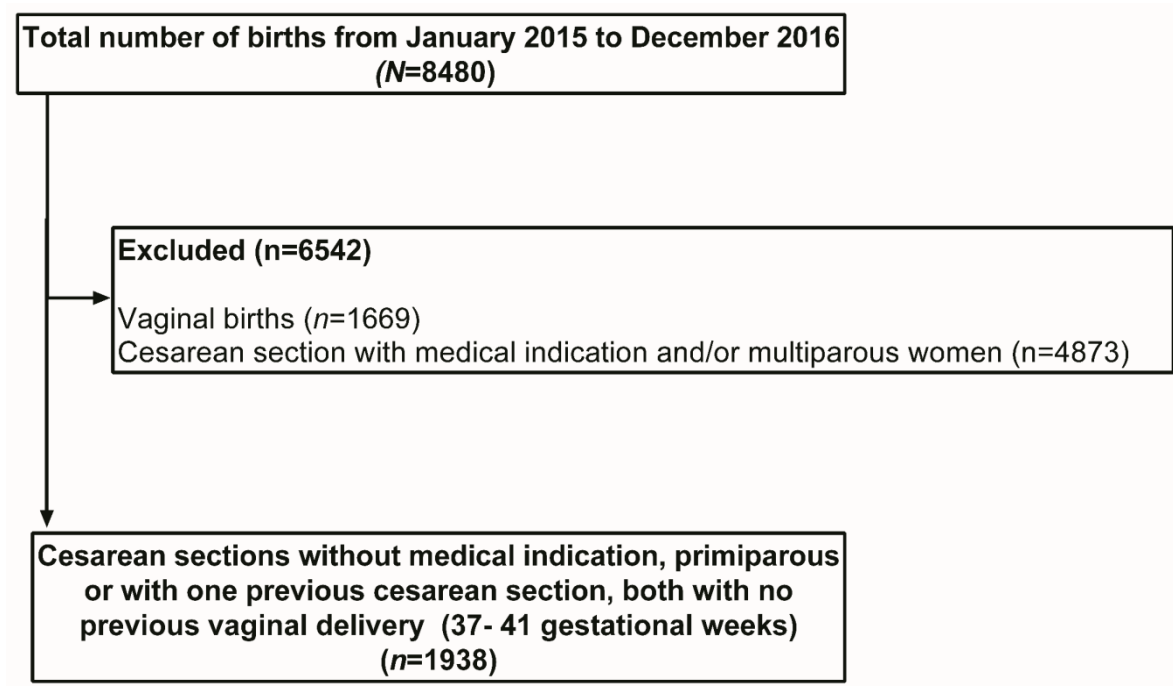 Total number of births from January 2015 to December 2016
(N=8480)
Excluded (n=6542)
Vaginal births (n=1669)
Cesarean section with medical indication and/or multiparous women (n=4873)
Cesarean sections without medical indication, primiparous
or with one previous cesarean section, both with no
previous vaginal delivery (37- 41 gestational weeks)
(n=1938)